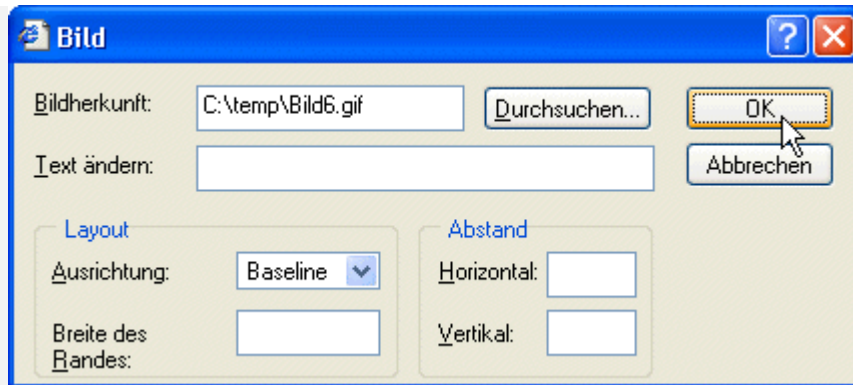 Bild
?
Bildherkunft: C:\temp\Bild6.gif Durchsuchen... OK
Text ändern: Abbrechen
Layout Abstand
Ausrichtung: Baseline Horizontal:
Breite des Vertikal:
Randes: